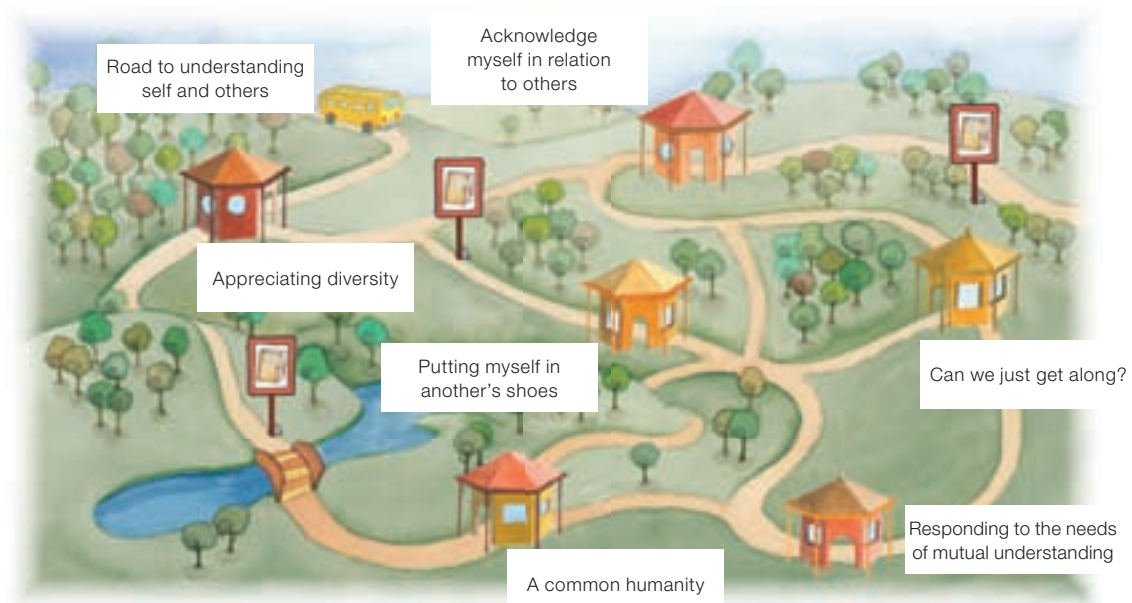 Road to understanding
self and others
Acknowledge
myself in relation
to others
Appreciating diversity
Putting myself in
another’s shoes
Can we just get along?
Responding to the needs
of mutual understanding
A common humanity